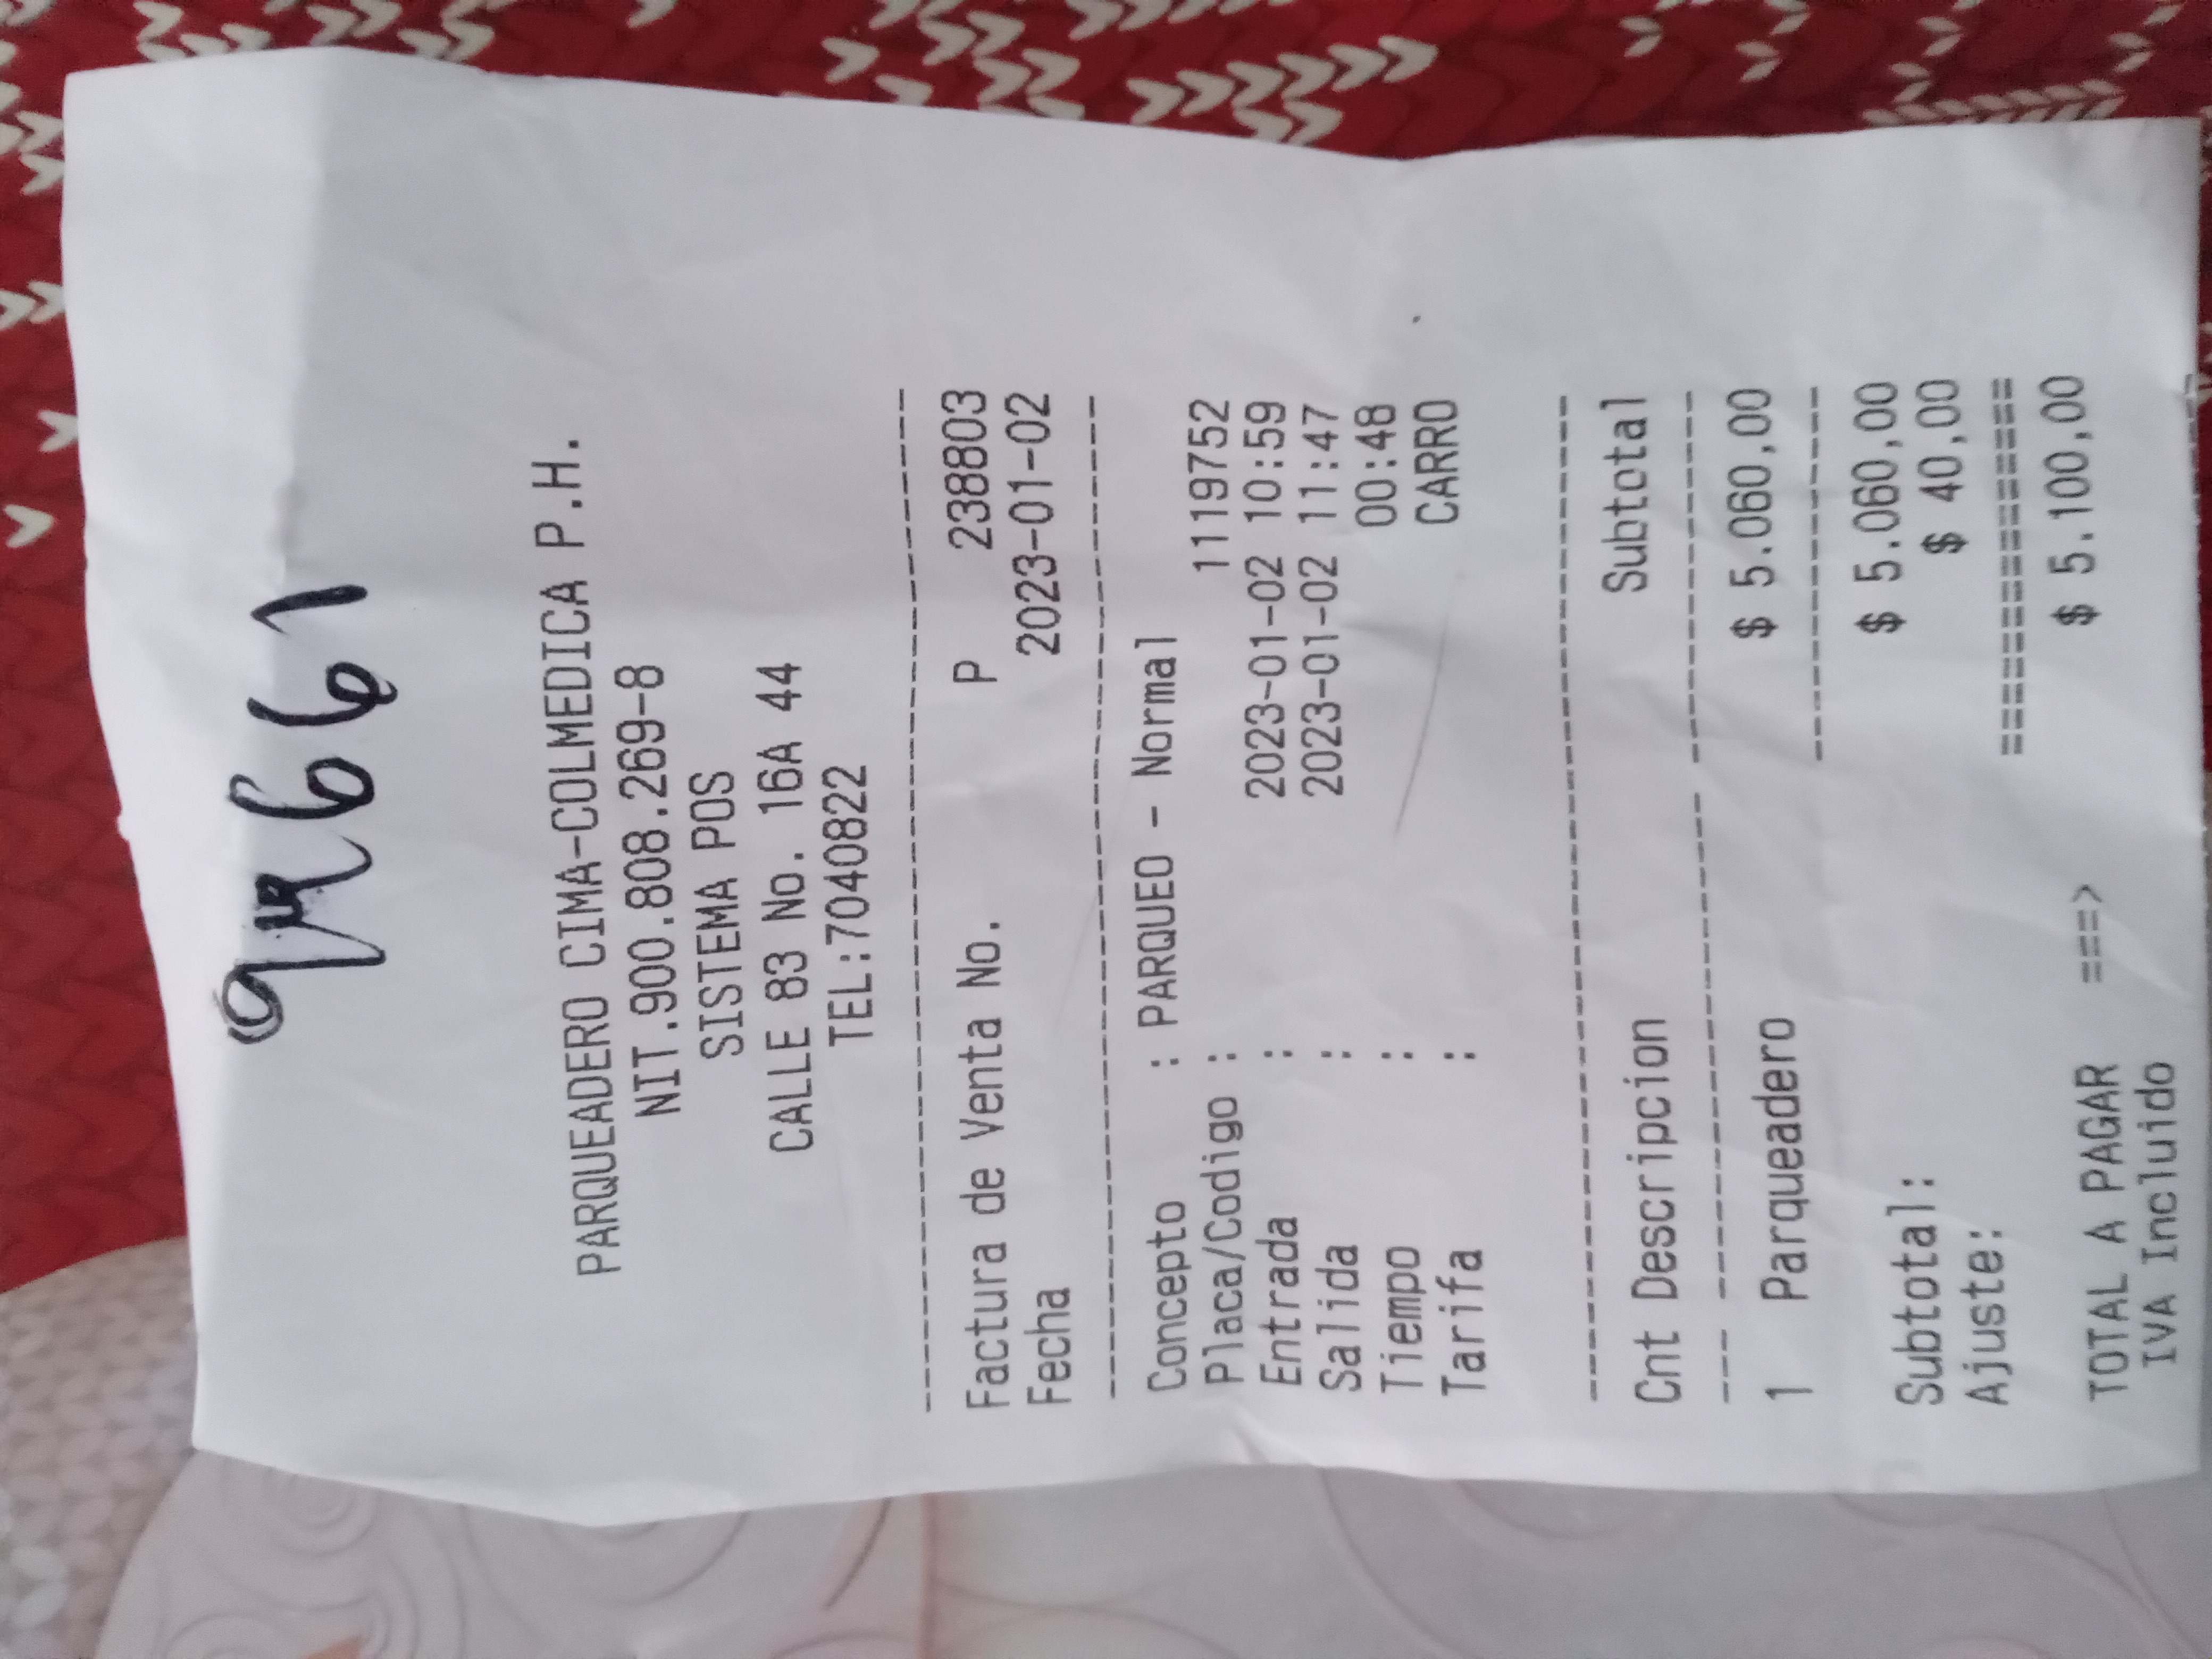 PARQUEADERO CIMA-COLMEDICA P.H.
NIT.900.808.269-8
SISTEMA POS
CALLE 83 No. 16A 44
TEL:7040822
Factura de Venta No. P 238803
Fecha 2023-01-02
Concepto : PARQUEO - Normal
Placa/Codigo : 1119752
Entrada : 2023-01-02 10:59
Salida : 2023-01-02 11:47
Tiempo : 00:48
Tarifa : CARRO
Cnt Descripcion Subtotal
1 Parqueadero $ 5.060,00
Subtotal: $ 5.060,00
Ajuste: $ 40,00
TOTAL A PAGAR ===> $ 5.100,00
IVA Incluido